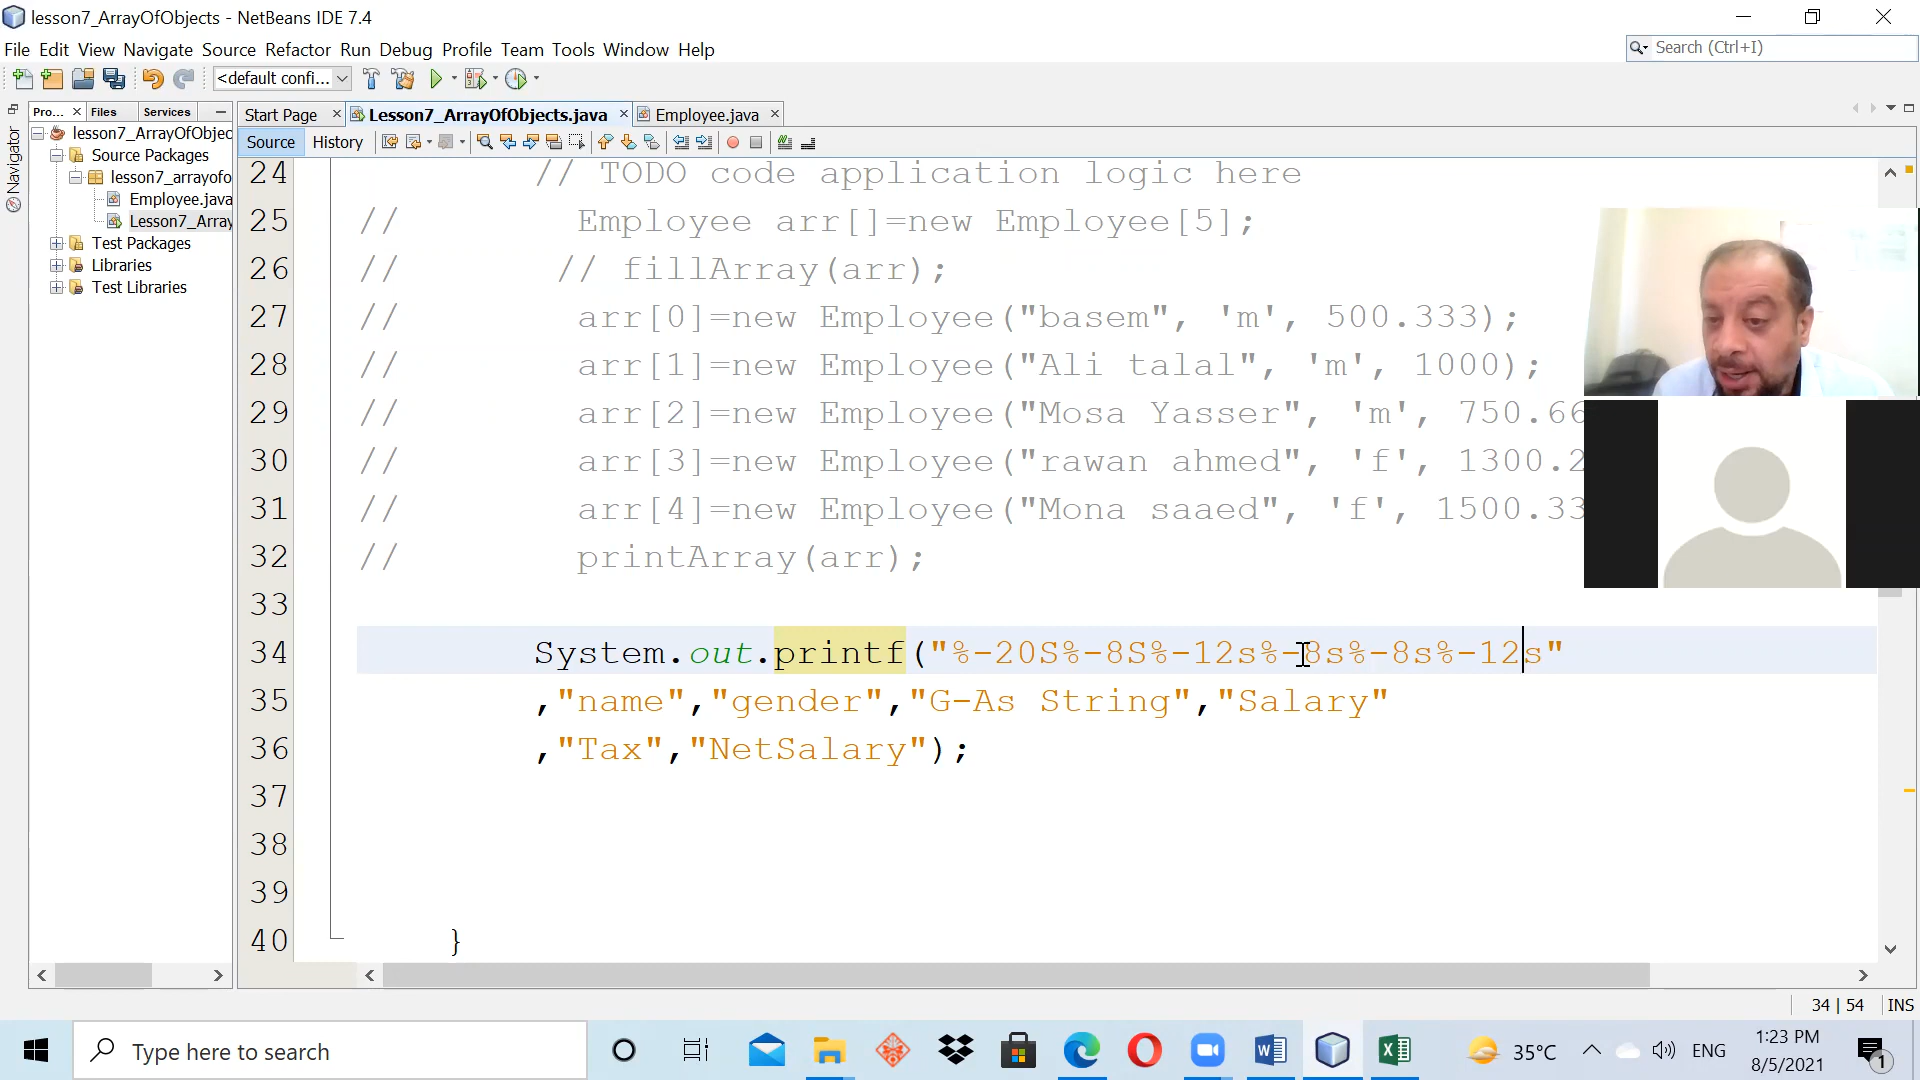 lesson7_ArrayOfObjects - NetBeans IDE 7.4
File Edit View Navigate Source Refactor Run Debug Profile Team Tools Window Help
Search (Ctrl+I)
<default confi...
Pro... Files Services
Start Page Lesson7_ArrayOfObjects.java Employee.java
Source History
Navigator
lesson7_ArrayOfObjec
Source Packages
lesson7_arrayofo
Employee.java
Lesson7_Array
Test Packages
Libraries
Test Libraries
24 // TODO code application logic here
25 // Employee arr[]=new Employee[5];
26 // // fillArray(arr);
27 // arr[0]=new Employee("basem", 'm', 500.333);
28 // arr[1]=new Employee("Ali talal", 'm', 1000);
29 // arr[2]=new Employee("Mosa Yasser", 'm', 750.66
30 // arr[3]=new Employee("rawan ahmed", 'f', 1300.2
31 // arr[4]=new Employee("Mona saaed", 'f', 1500.33
32 // printArray(arr);
33
34 System.out.printf("%-20S%-8S%-12s%-8s%-8s%-12s"
35 ,"name","gender","G-As String","Salary"
36 ,"Tax","NetSalary");
37
38
39
40 }
34 | 54 INS
Type here to search
35°C
ENG
1:23 PM
8/5/2021
1